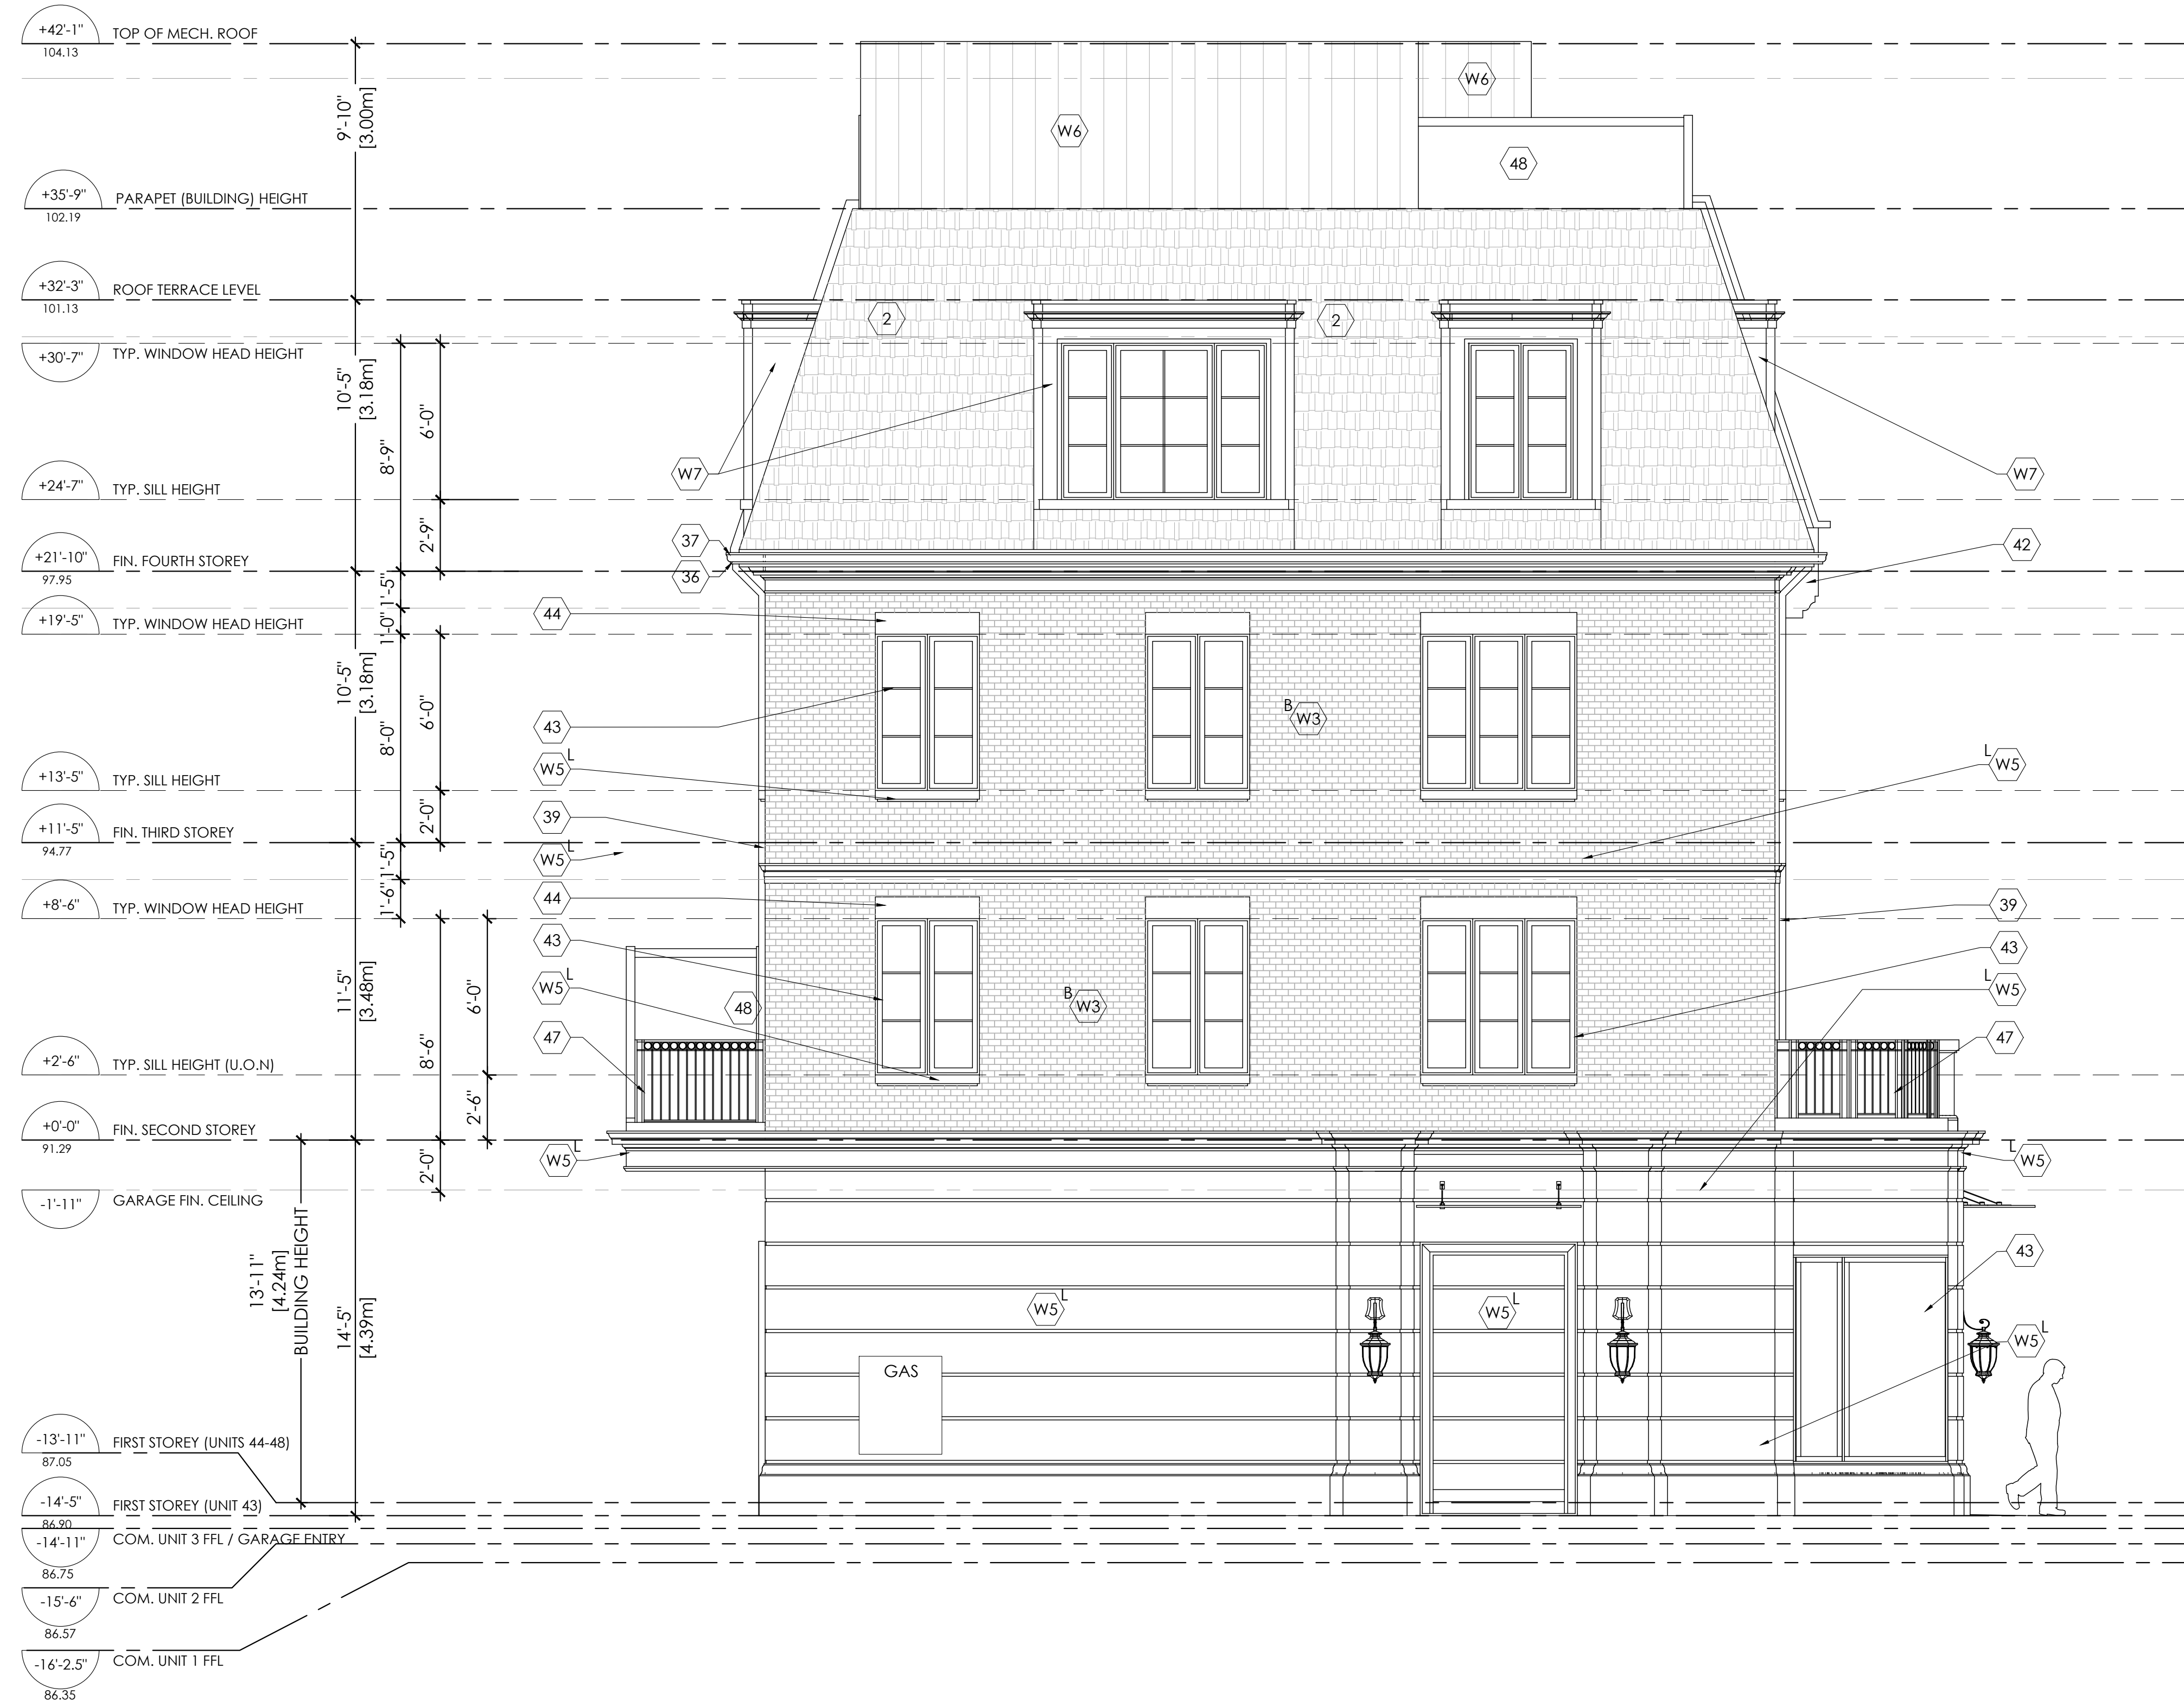 +42'-1" TOP OF MECH. ROOF
104.13
9'-10"
[3.00m]
W6
W6
48
+35'-9" PARAPET (BUILDING) HEIGHT
102.19
+32'-3" ROOF TERRACE LEVEL
101.13
2
2
+30'-7" TYP. WINDOW HEAD HEIGHT
10'-5"
[3.18m]
8'-9"
6'-0"
W7
W7
+24'-7" TYP. SILL HEIGHT
2'-9"
37
42
+21'-10" FIN. FOURTH STOREY
97.95
36
1'-5"
44
+19'-5" TYP. WINDOW HEAD HEIGHT
1'-0"
10'-5"
[3.18m]
8'-0"
6'-0"
43
B
W3
W5 L
L
W5
+13'-5" TYP. SILL HEIGHT
2'-0"
39
+11'-5" FIN. THIRD STOREY
94.77
W5 L
1'-5"
1'-6"
44
39
+8'-6" TYP. WINDOW HEAD HEIGHT
43
43
11'-5"
[3.48m]
8'-6"
6'-0"
W5 L
B
W3
L
W5
48
47
47
+2'-6" TYP. SILL HEIGHT (U.O.N)
2'-6"
+0'-0" FIN. SECOND STOREY
91.29
2'-0"
W5 L
L
W5
-1'-11" GARAGE FIN. CEILING
13'-11"
[4.24m]
BUILDING HEIGHT
14'-5"
[4.39m]
43
W5 L
W5 L
W5 L
GAS
-13'-11" FIRST STOREY (UNITS 44-48)
87.05
-14'-5" FIRST STOREY (UNIT 43)
86.90
-14'-11" COM. UNIT 3 FFL / GARAGE ENTRY
86.75
-15'-6" COM. UNIT 2 FFL
86.57
-16'-2.5" COM. UNIT 1 FFL
86.35